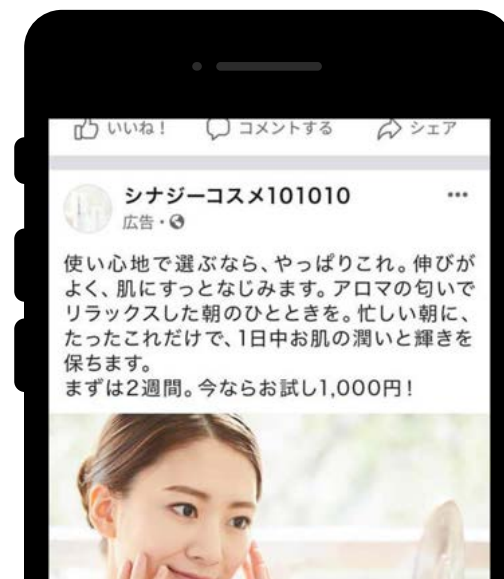 いいね！ コメントする シェア
シナジーコスメ101010
広告・
使い心地で選ぶなら、やっぱりこれ。伸びが
よく、肌にすっとなじみます。アロマの匂いで
リラックスした朝のひとときを。忙しい朝に、
たったこれだけで、1日中お肌の潤いと輝きを
保ちます。
まずは2週間。今ならお試し1,000円！